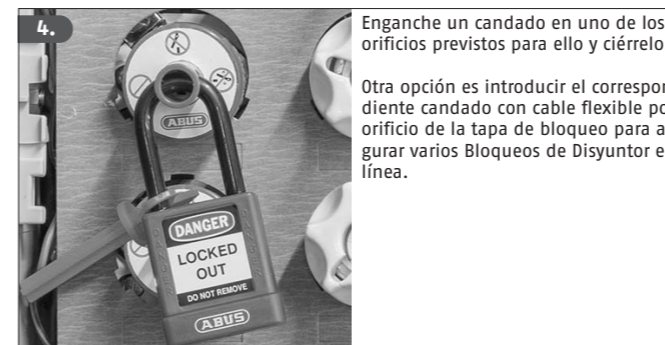 4.
Enganche un candado en uno de los
orificios previstos para ello y ciérrelo
Otra opción es introducir el
diente candado con cable flexible
orificio de la tapa de bloqueo para
gurar varios Bloqueos de Disyuntor
línea.
ABUS
DANGER
LOCKED
OUT
DO NOT REMOVE
ABUS